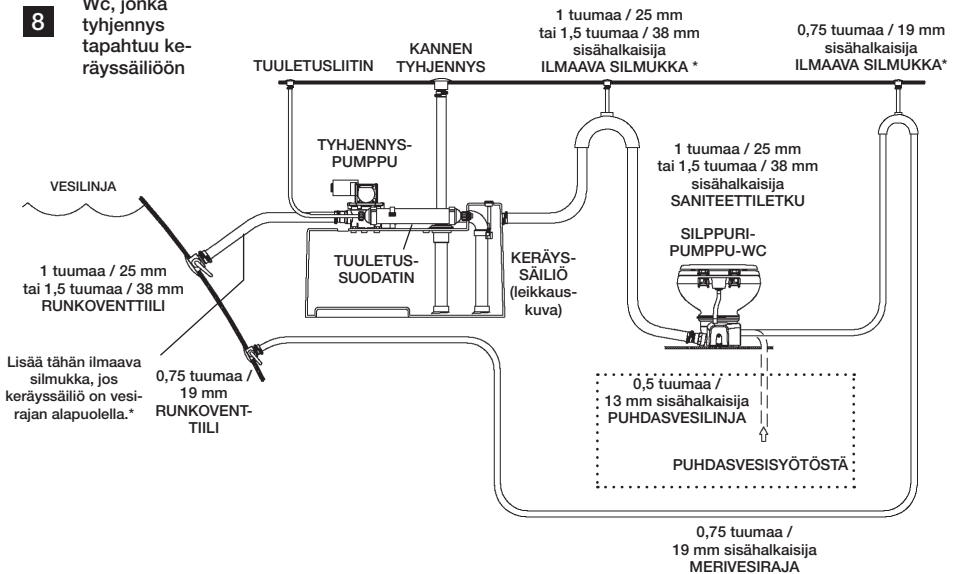 8
Wc, jonka
tyhjennys
tapahtuu ke-
räyssäiliöön
TUULETUSLIITIN
KANNEN
TYHJENNYS
1 tuumaa / 25 mm
tai 1,5 tuumaa / 38 mm
sisähalkaisija
ILMAAVA SILMUKKA *
0,75 tuumaa / 19 mm
sisähalkaisija
ILMAAVA SILMUKKA*
TYHJENNYS-
PUMPPU
1 tuumaa / 25 mm
tai 1,5 tuumaa / 38 mm
sisähalkaisija
SANITEETTILETKU
VESILINJA
SILPPURI-
PUMPPU-WC
TUULETUS-
SUODATIN
KERÄYS-
SÄILIÖ
(leikkaus-
kuva)
1 tuumaa / 25 mm
tai 1,5 tuumaa / 38 mm
RUNKOVENTTIILI
Lisää tähän ilmaava
silmukka, jos
keräyssäiliö on vesi-
rajan alapuolella.*
0,75 tuumaa /
19 mm
RUNKOVENT-
TIILI
0,5 tuumaa /
13 mm sisähalkaisija
PUHDASVESILINJA
PUHDASVESISYÖTÖSTÄ
0,75 tuumaa /
19 mm sisähalkaisija
MERIVESIRAJA